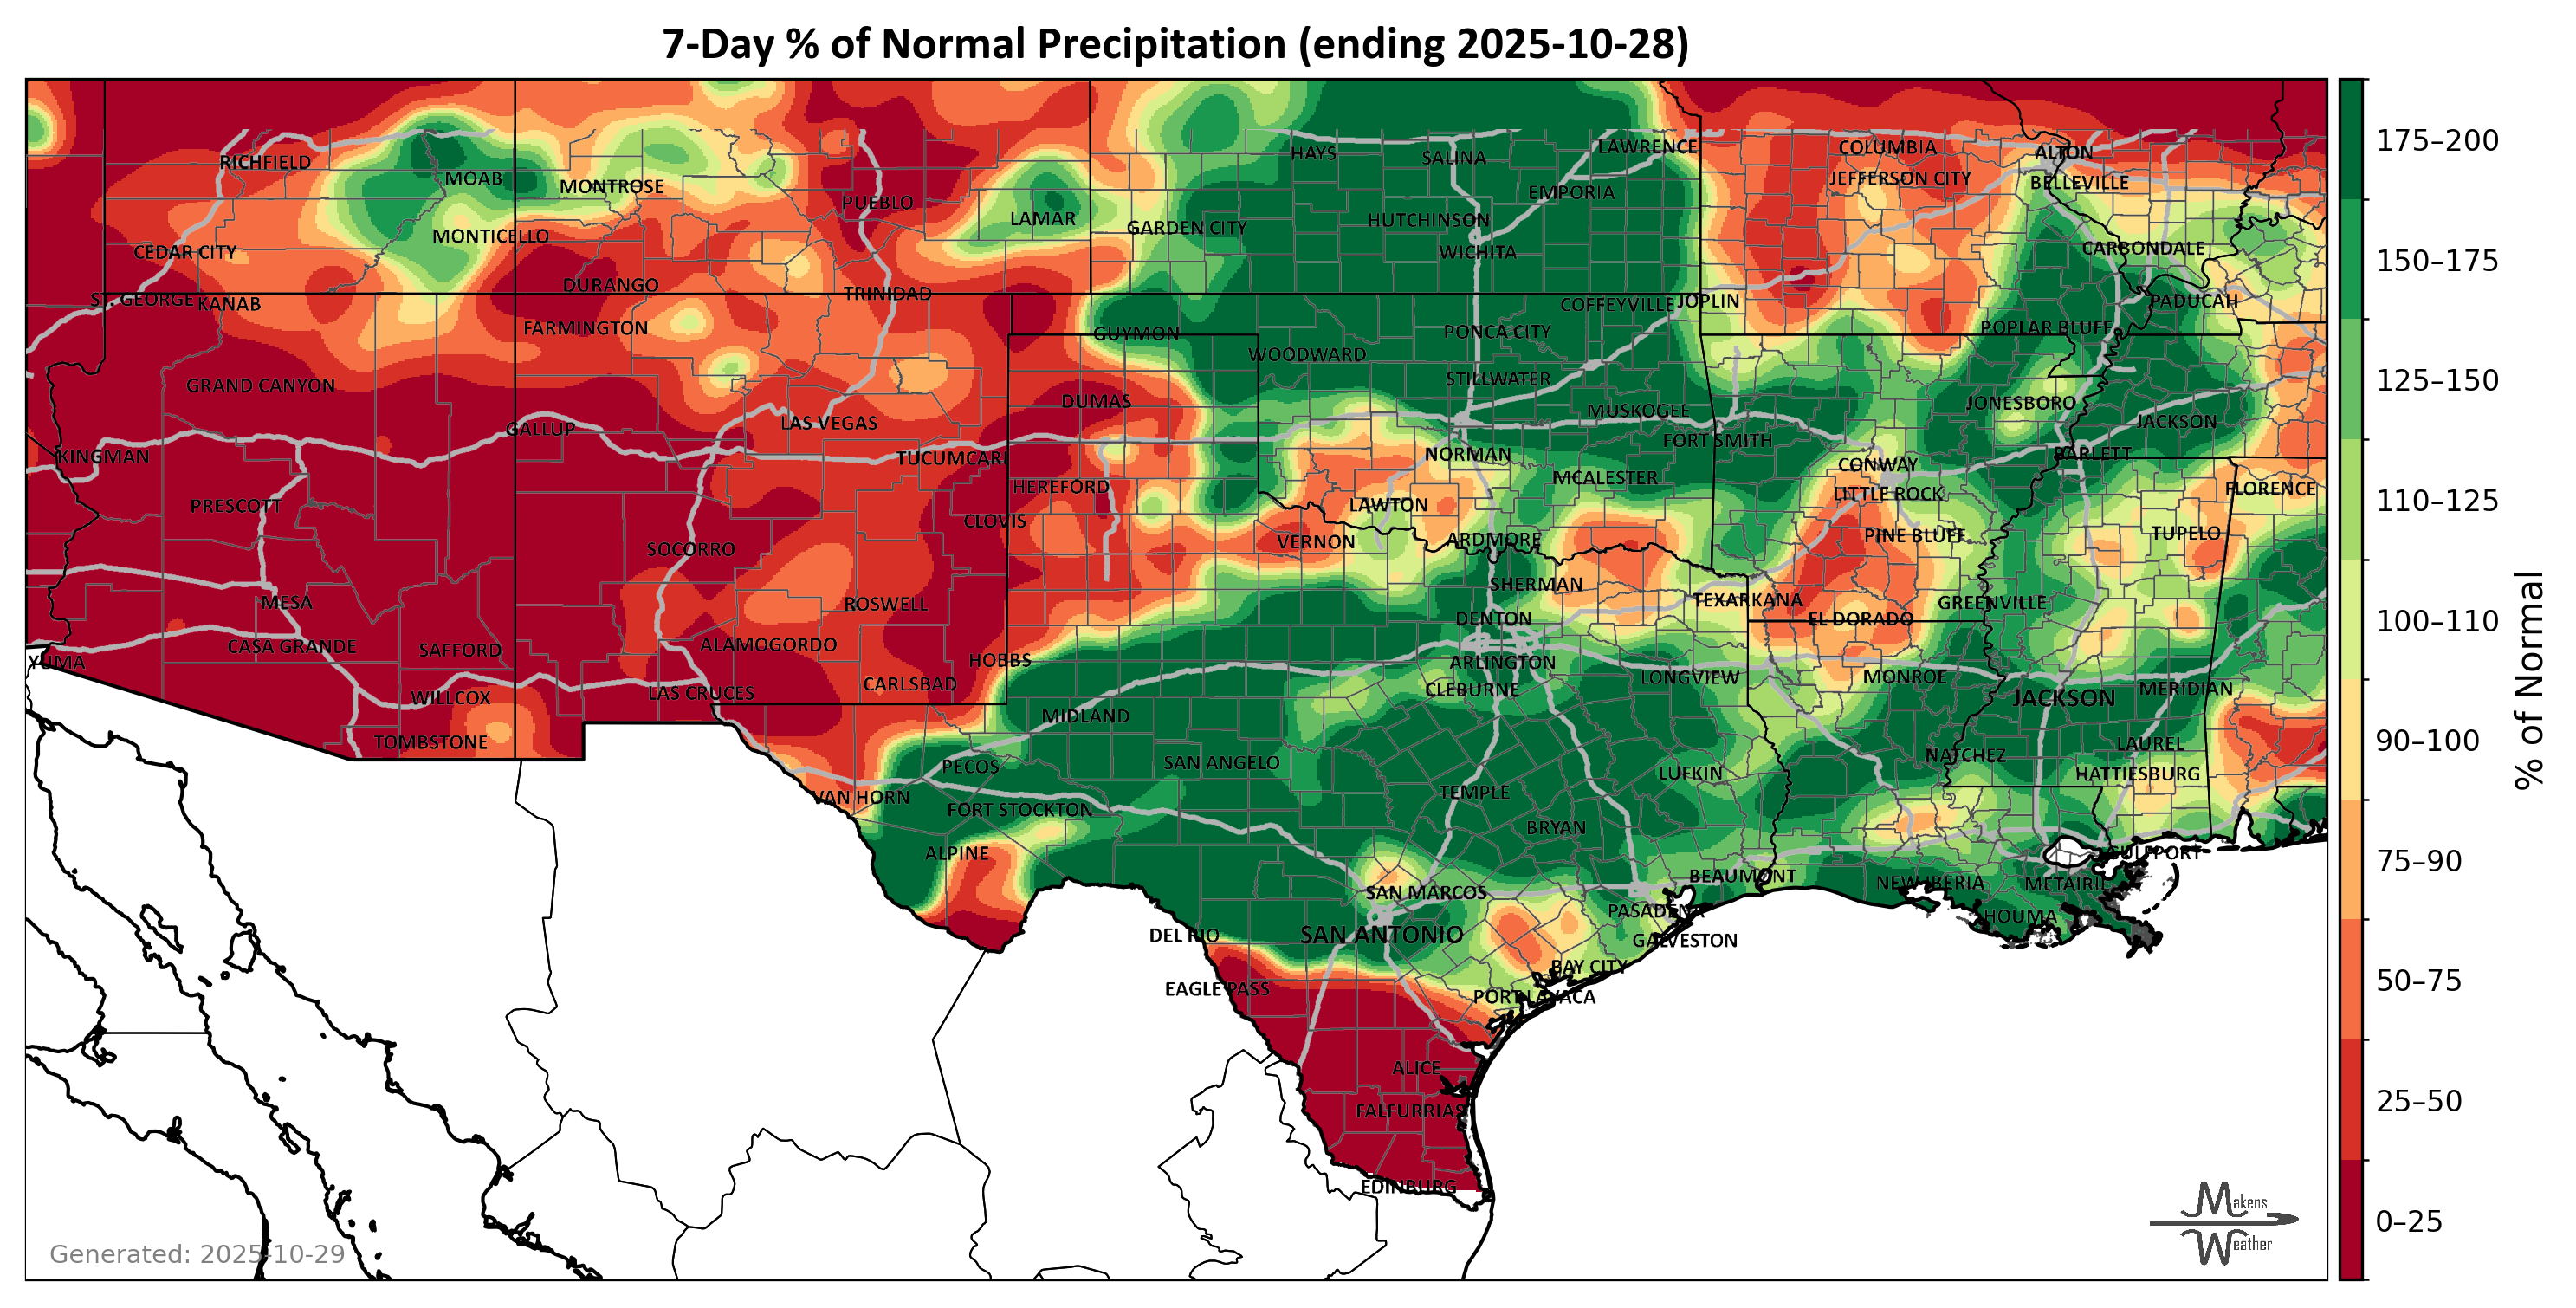 7-Day % of Normal Precipitation (ending 2025-10-28)
175–200
150–175
125–150
110–125
100–110
90–100
75–90
50–75
25–50
0–25
% of Normal
HAYS
SALINA
LAWRENCE
COLUMBIA
ALTON
RICHFIELD
MOAB
MONTROSE
EMPORIA
JEFFERSON CITY
BELLEVILLE
PUEBLO
LAMAR
GARDEN CITY
HUTCHINSON
MONTICELLO
CEDAR CITY
WICHITA
CARBONDALE
DURANGO
TRINIDAD
ST. GEORGE
KANAB
COFFEYVILLE
JOPLIN
PADUCAH
FARMINGTON
GUYMON
PONCA CITY
POPLAR BLUFF
WOODWARD
GRAND CANYON
STILLWATER
DUMAS
MUSKOGEE
JONESBORO
GALLUP
LAS VEGAS
JACKSON
FORT SMITH
KINGMAN
TUCUMCARI
NORMAN
BARLETT
CONWAY
HEREFORD
MCALESTER
LITTLE ROCK
FLORENCE
PRESCOTT
LAWTON
CLOVIS
PINE BLUFF
TUPELO
SOCORRO
VERNON
ARDMORE
SHERMAN
MESA
ROSWELL
TEXARKANA
GREENVILLE
DENTON
EL DORADO
CASA GRANDE
SAFFORD
ALAMOGORDO
YUMA
HOBBS
ARLINGTON
LONGVIEW
MONROE
WILLCOX
LAS CRUCES
CARLSBAD
CLEBURNE
JACKSON
MERIDIAN
TOMBSTONE
MIDLAND
NATCHEZ
LAUREL
PECOS
SAN ANGELO
LUFKIN
HATTIESBURG
VAN HORN
FORT STOCKTON
TEMPLE
BRYAN
ALPINE
GULFPORT
SAN MARCOS
BEAUMONT
NEW IBERIA
METAIRIE
PASADENA
HOUMA
DEL RIO
SAN ANTONIO
GALVESTON
BAY CITY
EAGLE PASS
PORT LAVACA
ALICE
FALFURRIAS
EDINBURG
Generated: 2025-10-29
Makens
Weather